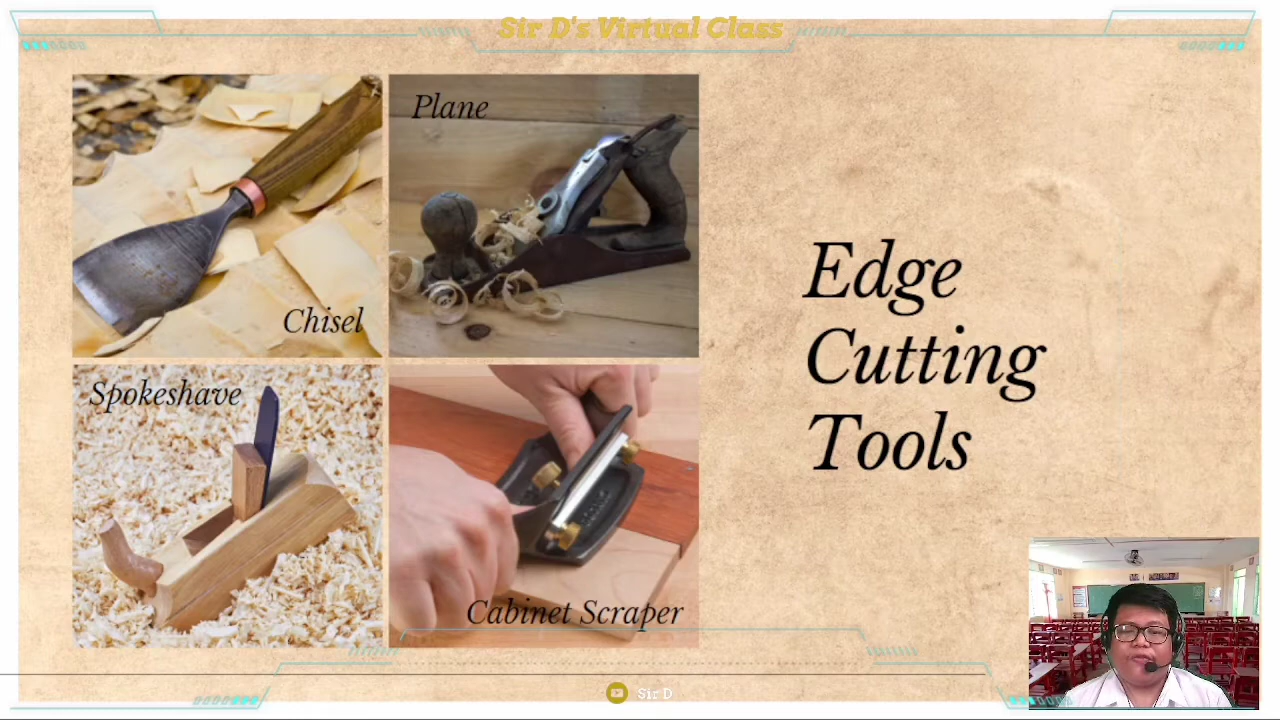 Sir D's Virtual Class
Plane
Chisel
Spokeshave
Cabinet Scraper
Edge
Cutting
Tools
Sir D